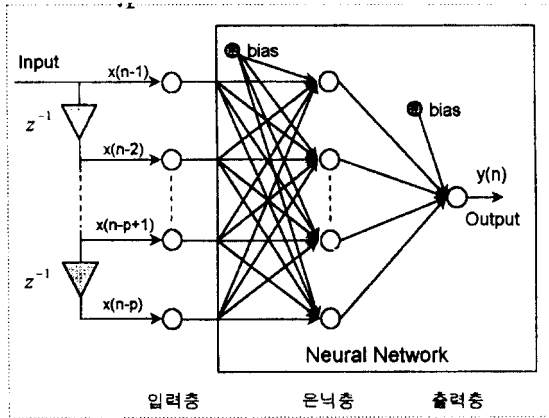 Input
x(n-1)
bias
z⁻¹
x(n-2)
bias
y(n)
Output
x(n-p+1)
z⁻¹
x(n-p)
Neural Network
입력층 은닉층 출력층